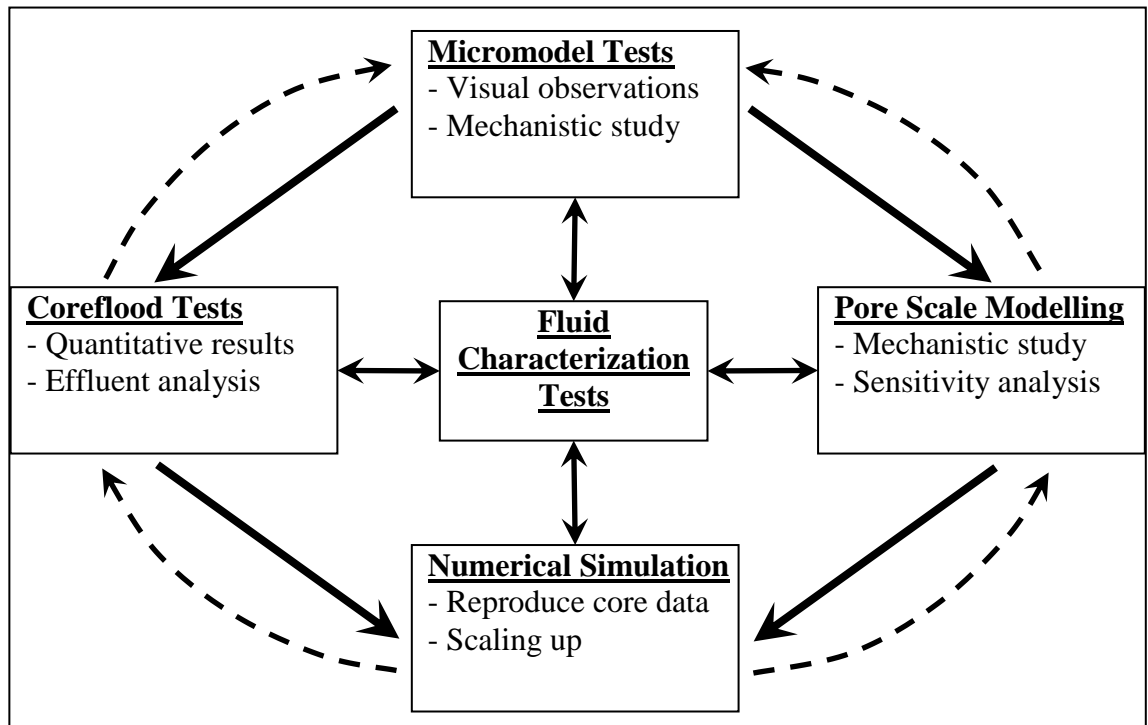 Micromodel Tests
- Visual observations
- Mechanistic study
Coreflood Tests
- Quantitative results
- Effluent analysis
Fluid
Characterization
Tests
Pore Scale Modelling
- Mechanistic study
- Sensitivity analysis
Numerical Simulation
- Reproduce core data
- Scaling up